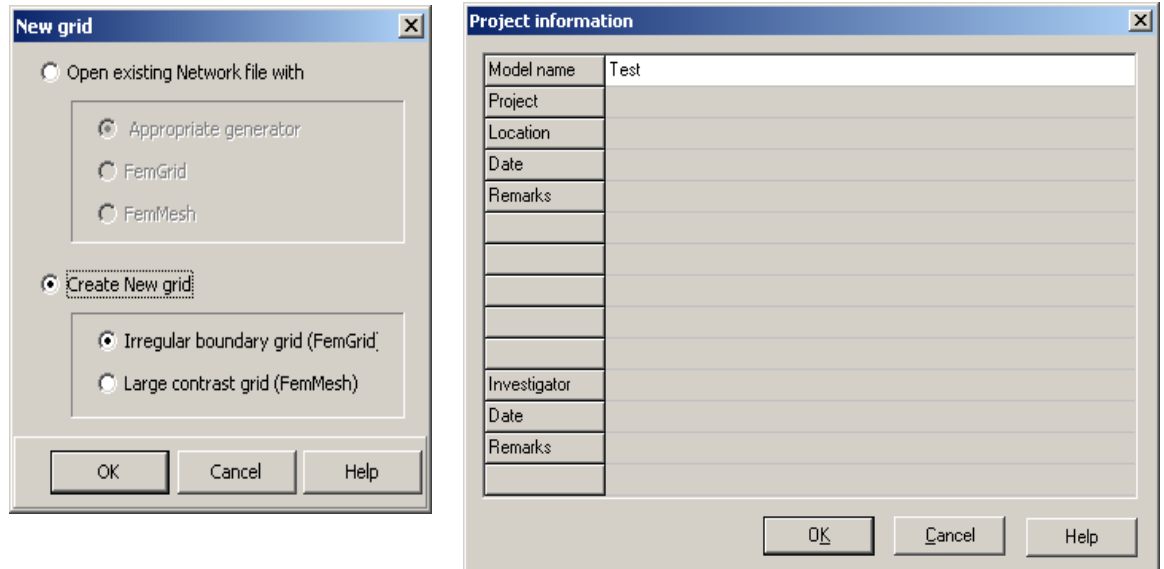 New grid
Open existing Network file with
Appropriate generator
FemGrid
FemMesh
Create New grid
Irregular boundary grid (FemGrid)
Large contrast grid (FemMesh)
OK
Cancel
Help
Project information
Model name Test
Project
Location
Date
Remarks
Investigator
Date
Remarks
OK
Cancel
Help